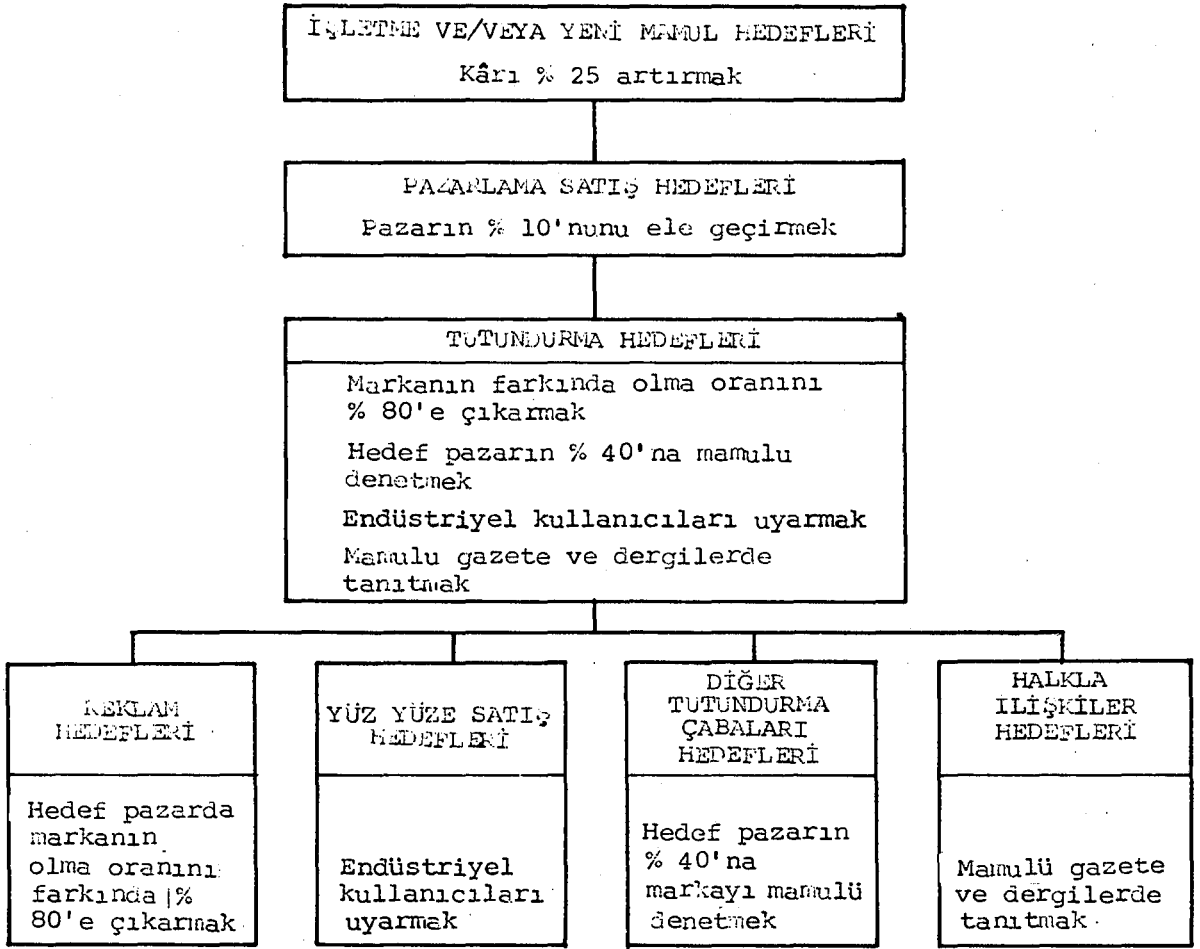 İŞLETME VE/VEYA YENİ MAMUL HEDEFLERİ
Kârı % 25 artırmak
PAZARLAMA SATIŞ HEDEFLERİ
Pazarın % 10'nunu ele geçirmek
TUTUNDURMA HEDEFLERİ
Markanın farkında olma oranını
% 80'e çıkarmak
Hedef pazarın % 40'na mamulu
denetmek
Endüstriyel kullanıcıları uyarmak
Mamulu gazete ve dergilerde
tanıtmak
REKLAM
HEDEFLERİ
Hedef pazarda
markanın
olma oranını
farkında %
80'e çıkarmak
YÜZ YÜZE SATIŞ
HEDEFLERİ
Endüstriyel
kullanıcıları
uyarmak
DİĞER
TUTUNDURMA
ÇABALARI
HEDEFLERİ
Hedef pazarın
% 40'na
markayı mamulü
denetmek
HALKLA
İLİŞKİLER
HEDEFLERİ
Mamulü gazete
ve dergilerde
tanıtmak